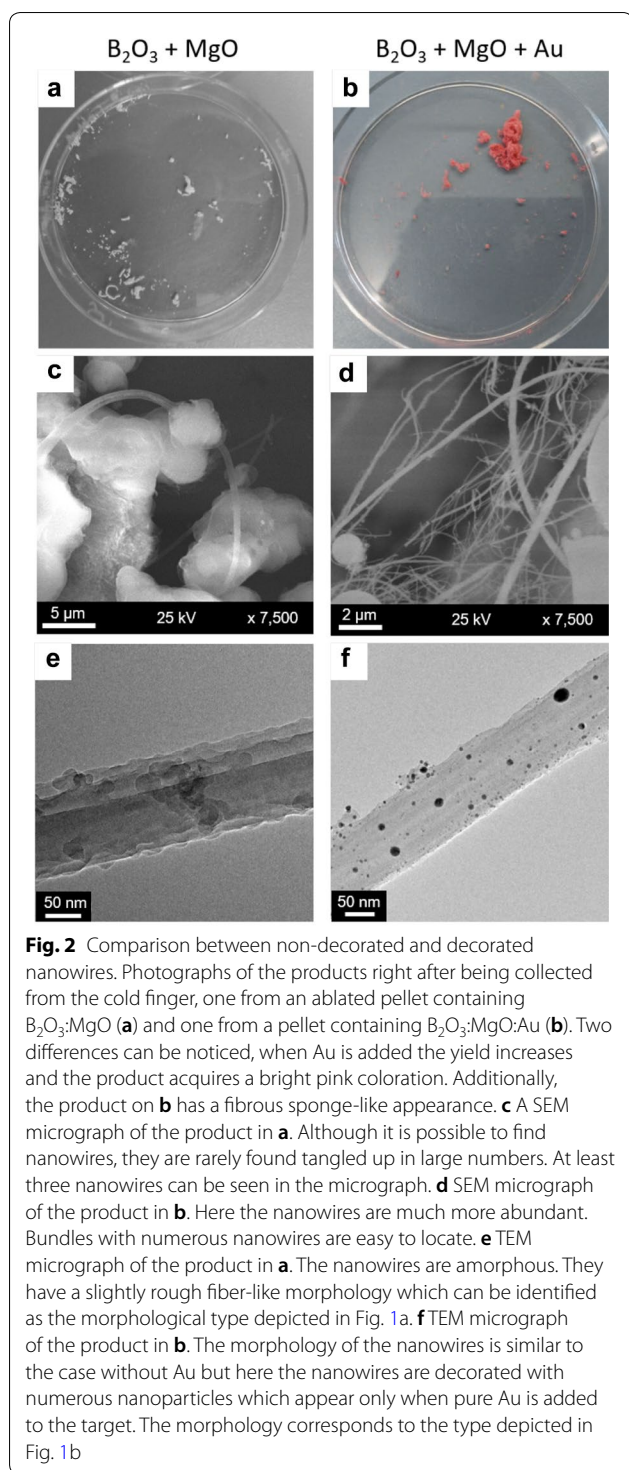 B₂O₃ + MgO
B₂O₃ + MgO + Au
a
b
c
d
5 µm 25 kV x 7,500
2 µm 25 kV x 7,500
e
f
50 nm
50 nm
Fig. 2 Comparison between non-decorated and decorated
nanowires. Photographs of the products right after being collected
from the cold finger, one from an ablated pellet containing
B₂O₃:MgO (a) and one from a pellet containing B₂O₃:MgO:Au (b). Two
differences can be noticed, when Au is added the yield increases
and the product acquires a bright pink coloration. Additionally,
the product on b has a fibrous sponge-like appearance. c A SEM
micrograph of the product in a. Although it is possible to find
nanowires, they are rarely found tangled up in large numbers. At least
three nanowires can be seen in the micrograph. d SEM micrograph
of the product in b. Here the nanowires are much more abundant.
Bundles with numerous nanowires are easy to locate. e TEM
micrograph of the product in a. The nanowires are amorphous. They
have a slightly rough fiber-like morphology which can be identified
as the morphological type depicted in Fig. 1a. f TEM micrograph
of the product in b. The morphology of the nanowires is similar to
the case without Au but here the nanowires are decorated with
numerous nanoparticles which appear only when pure Au is added
to the target. The morphology corresponds to the type depicted in
Fig. 1b